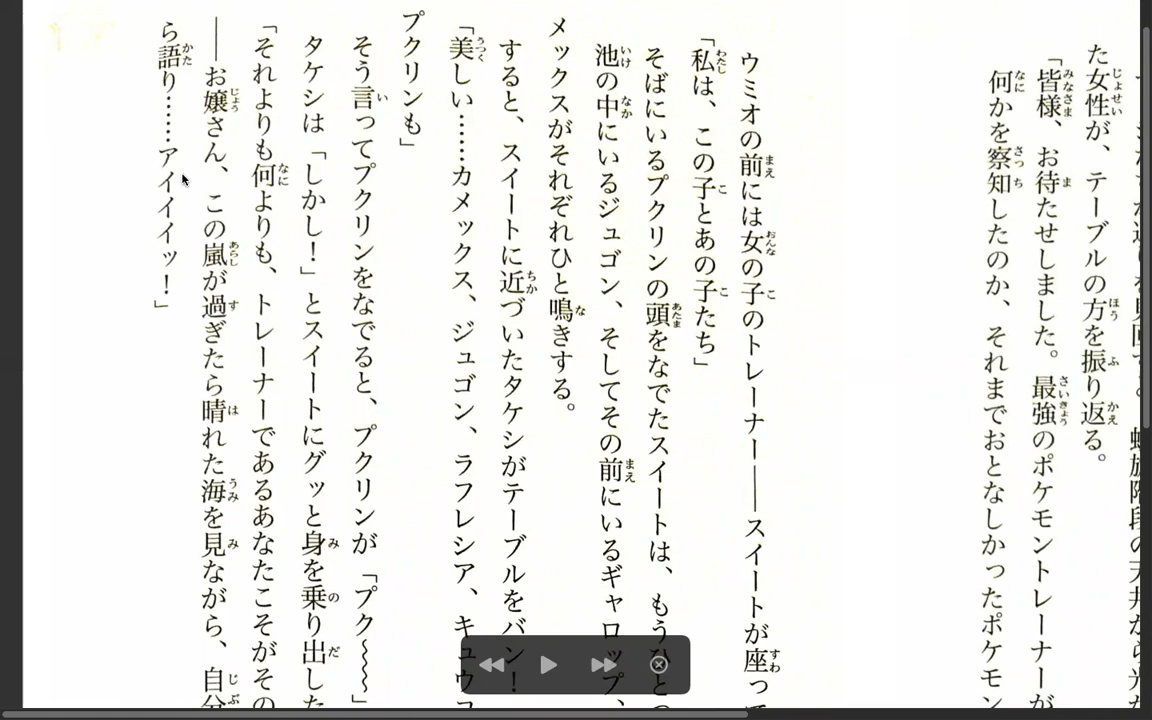 た女性が、テーブルの方を振り返る。
「皆様、お待たせしました。最強のポケモントレーナーが
何かを察知したのか、それまでおとなしかったポケモン
ウミオの前には女の子のトレーナー――スイートが座って
「私は、この子とあの子たち」
そばにいるプクリンの頭をなでたスイートは、もうひとつ
池の中にいるジュゴン、そしてその前にいるギャロップ、
メックスがそれぞれひと鳴きする。
すると、スイートに近づいたタケシがテーブルをバン！
「美しい……カメックス、ジュゴン、ラフレシア、キュウコ
プクリンも」
そう言ってプクリンをなでると、プクリンが「プク〜〜〜」
タケシは「しかし！」とスイートにグッと身を乗り出した
「それよりも何よりも、トレーナーであるあなたこそがその
――お嬢さん、この嵐が過ぎたら晴れた海を見ながら、自分
ら語り……アイイイッ！」